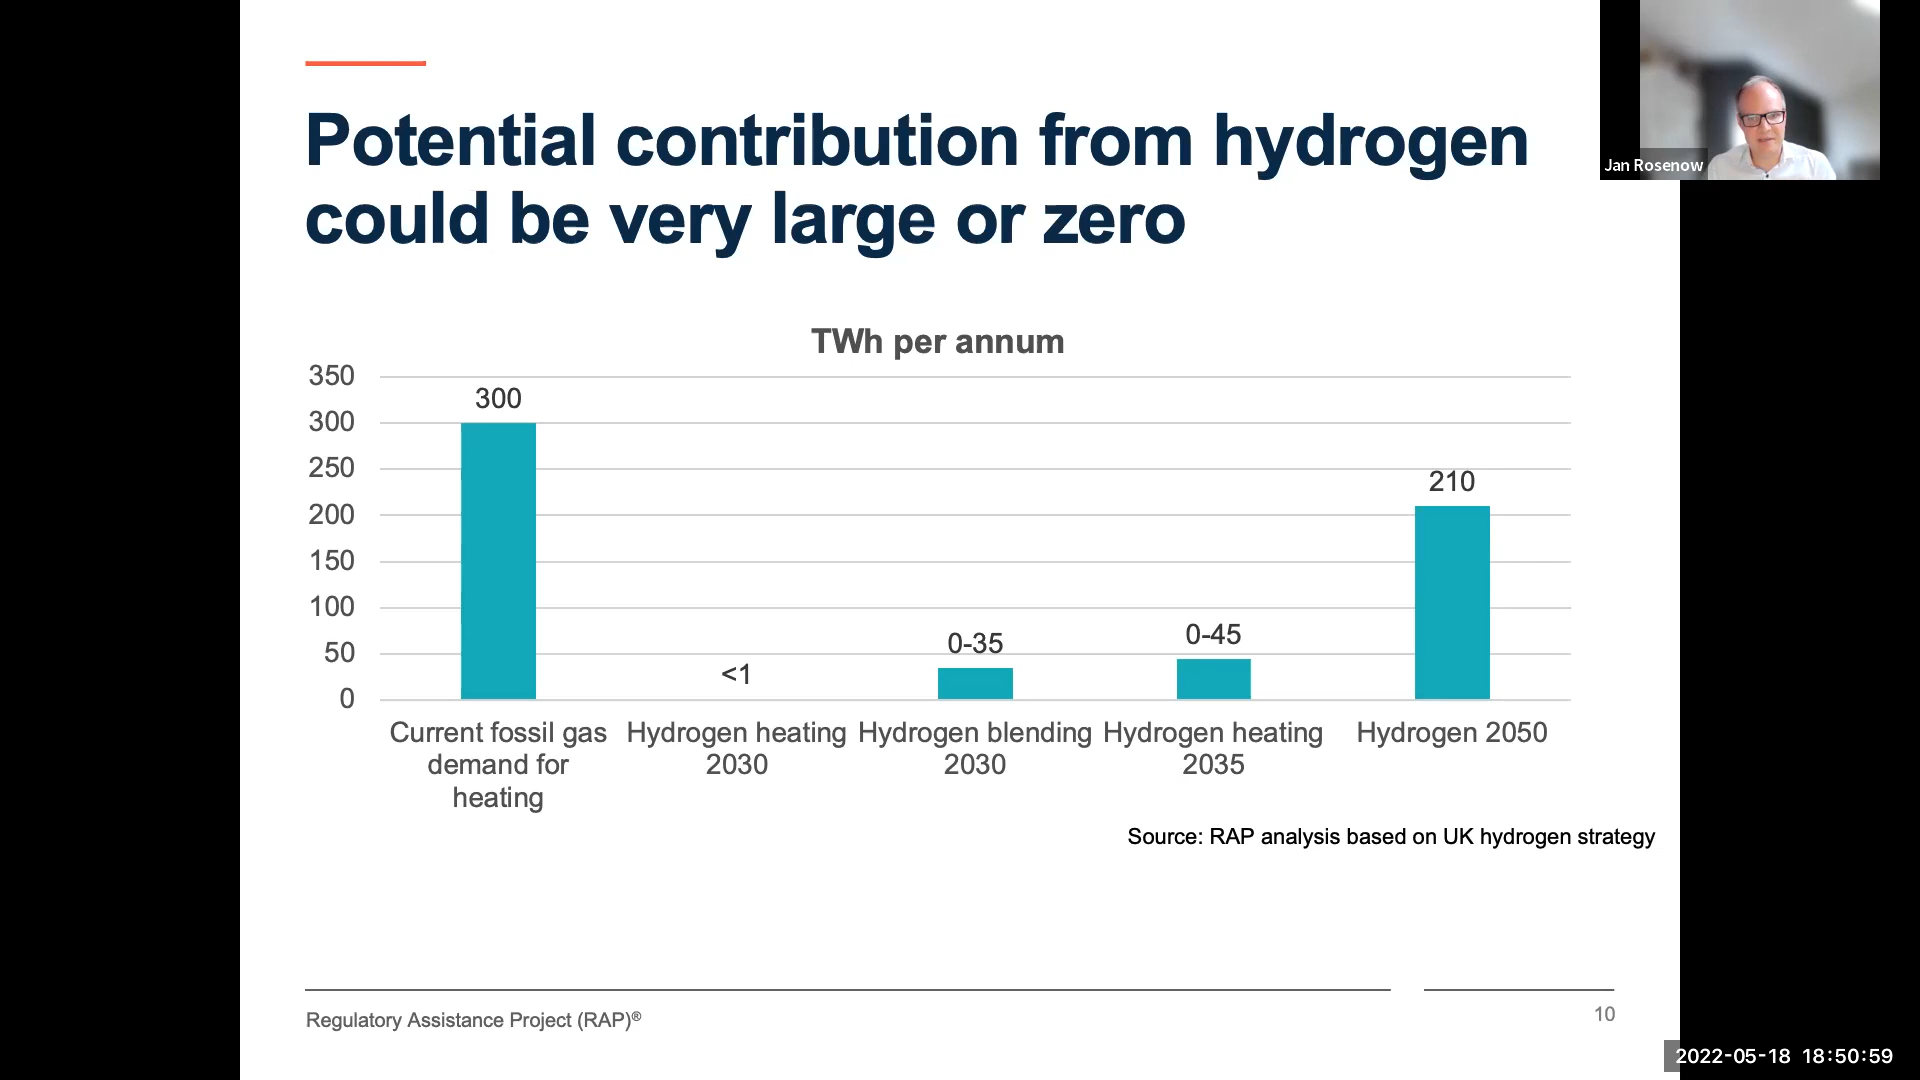 Potential contribution from hydrogen
could be very large or zero
Jan Rosenow
TWh per annum
350
300
250
200
150
100
50
0
300
<1
0-35
0-45
210
Current fossil gas
demand for
heating
Hydrogen heating
2030
Hydrogen blending
2030
Hydrogen heating
2035
Hydrogen 2050
Source: RAP analysis based on UK hydrogen strategy
Regulatory Assistance Project (RAP)®
10
2022-05-18 18:50:59